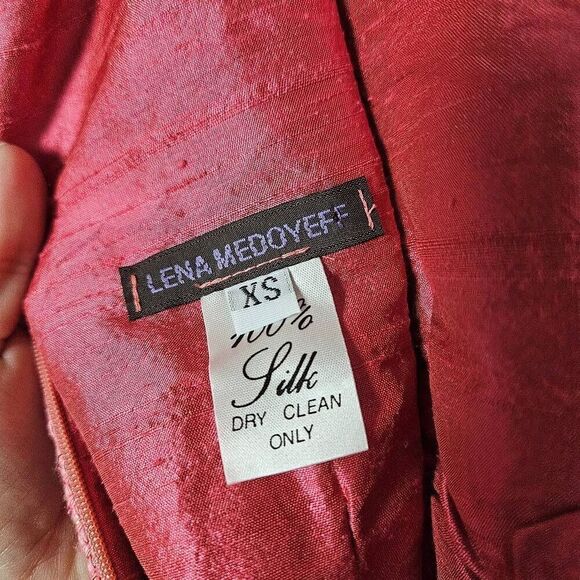 LENA MEDOYEFF
XS
100%
Silk
DRY CLEAN
ONLY